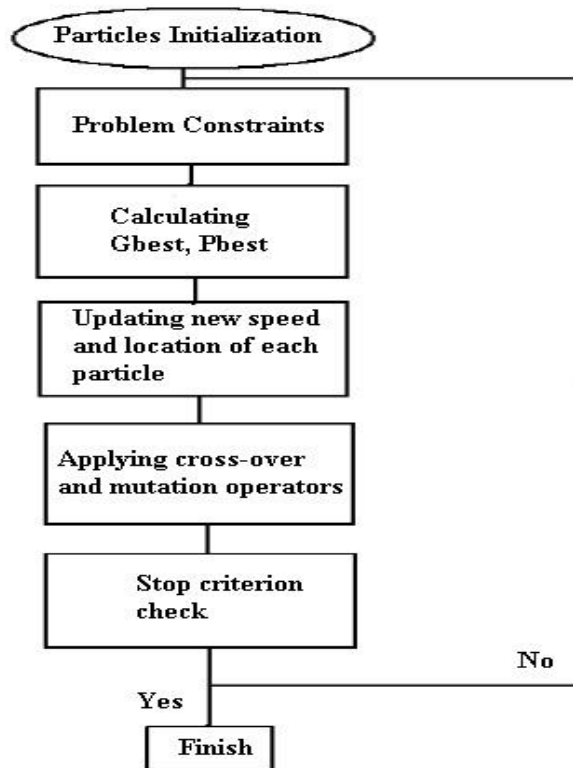 Particles Initialization
Problem Constraints
Calculating
Gbest, Pbest
Updating new speed
and location of each
particle
Applying cross-over
and mutation operators
Stop criterion
check
No
Yes
Finish